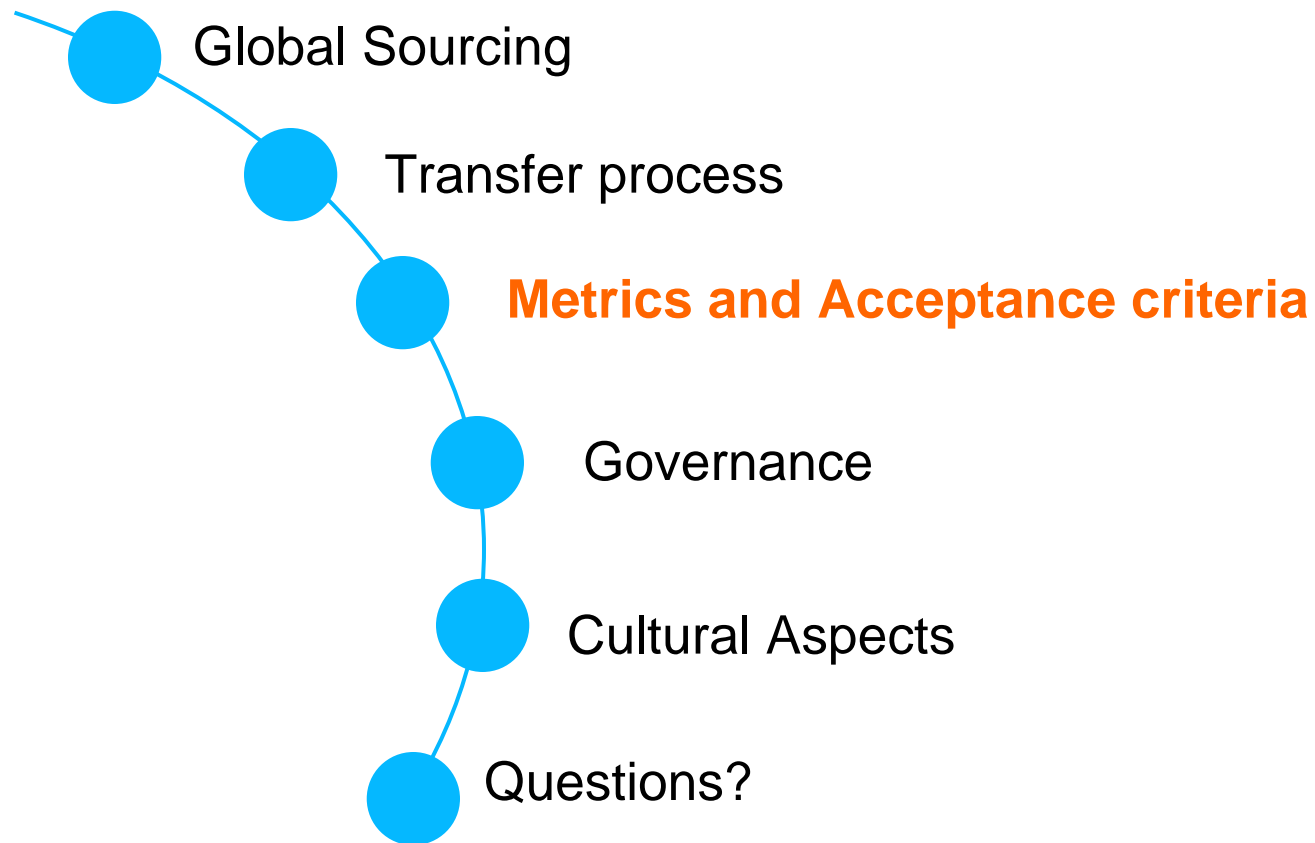 Global Sourcing
Transfer process
Metrics and Acceptance criteria
Governance
Cultural Aspects
Questions?